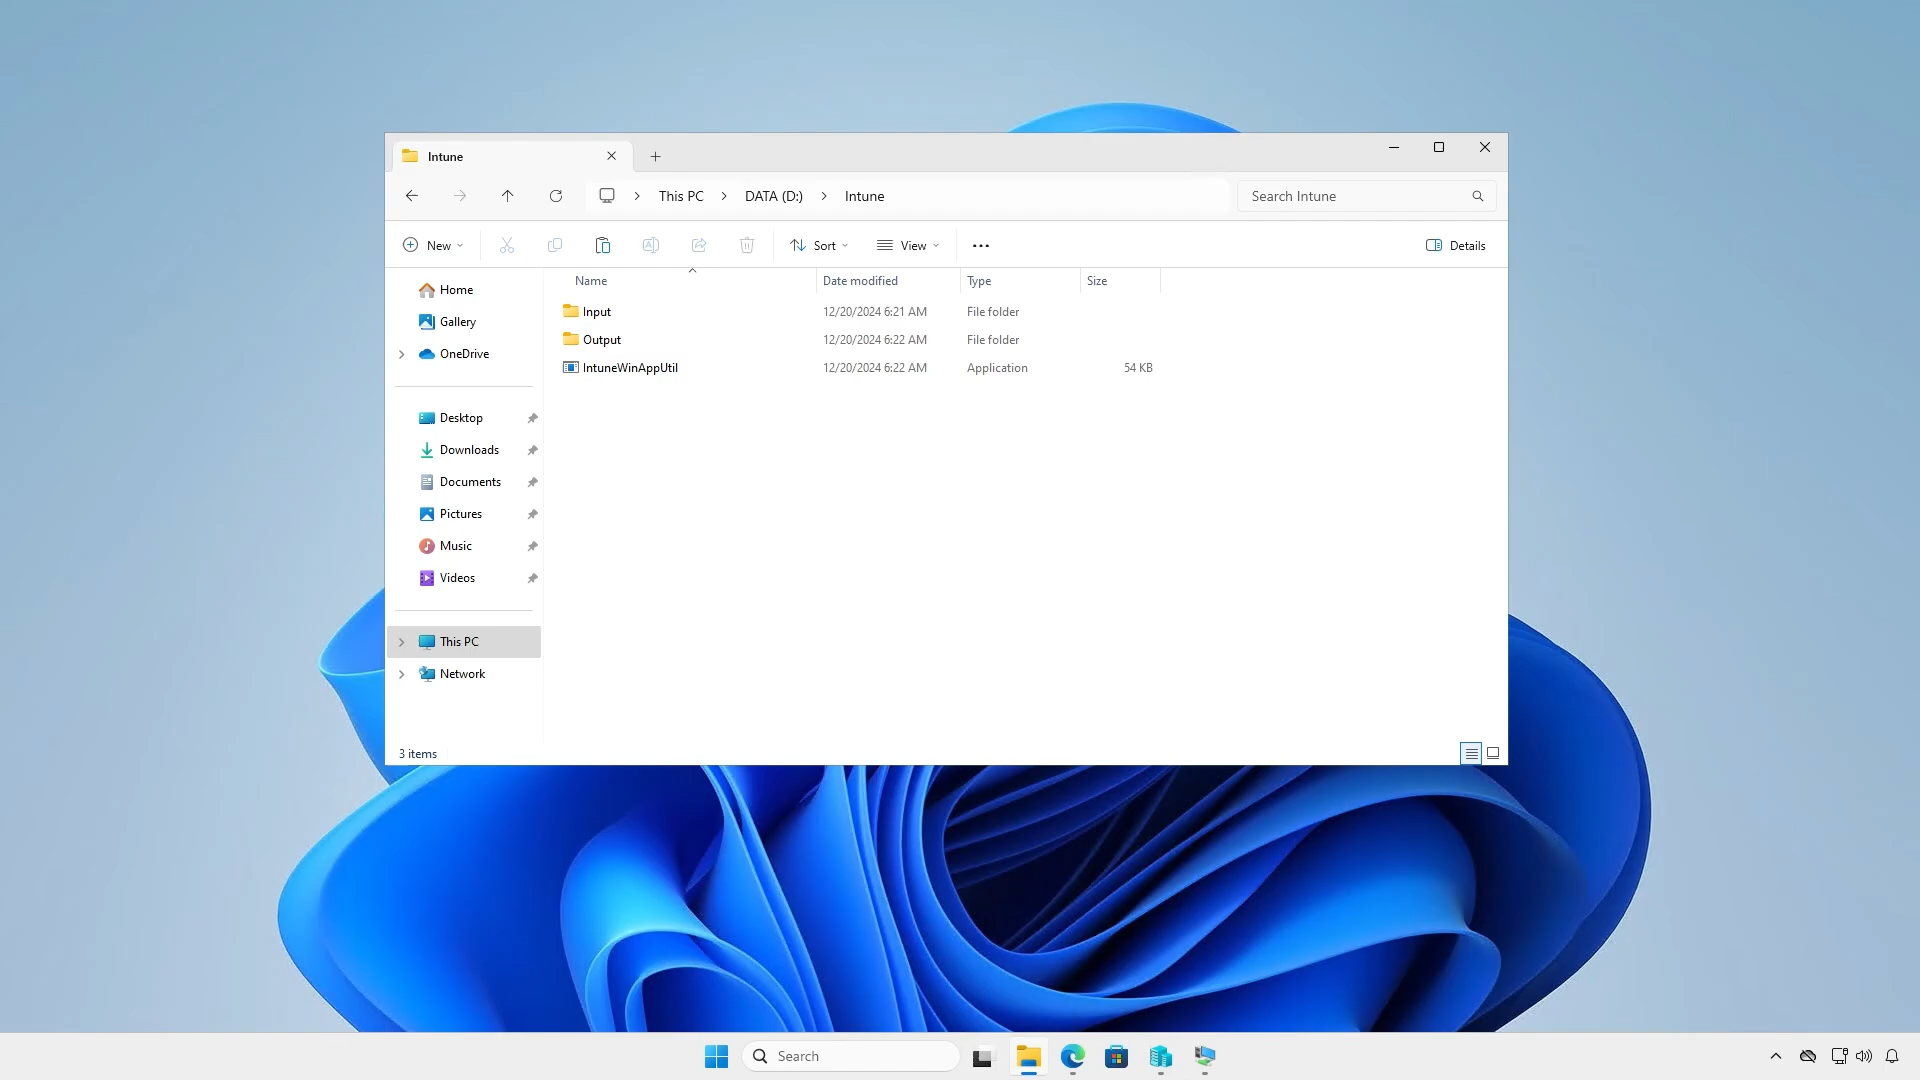 Intune
This PC
DATA (D:)
Intune
Search Intune
New
Sort
View
Details
Name
Date modified
Type
Size
Home
Gallery
OneDrive
Desktop
Downloads
Documents
Pictures
Music
Videos
This PC
Network
Input 12/20/2024 6:21 AM File folder
Output 12/20/2024 6:22 AM File folder
IntuneWinAppUtil 12/20/2024 6:22 AM Application 54 KB
3 items
Search